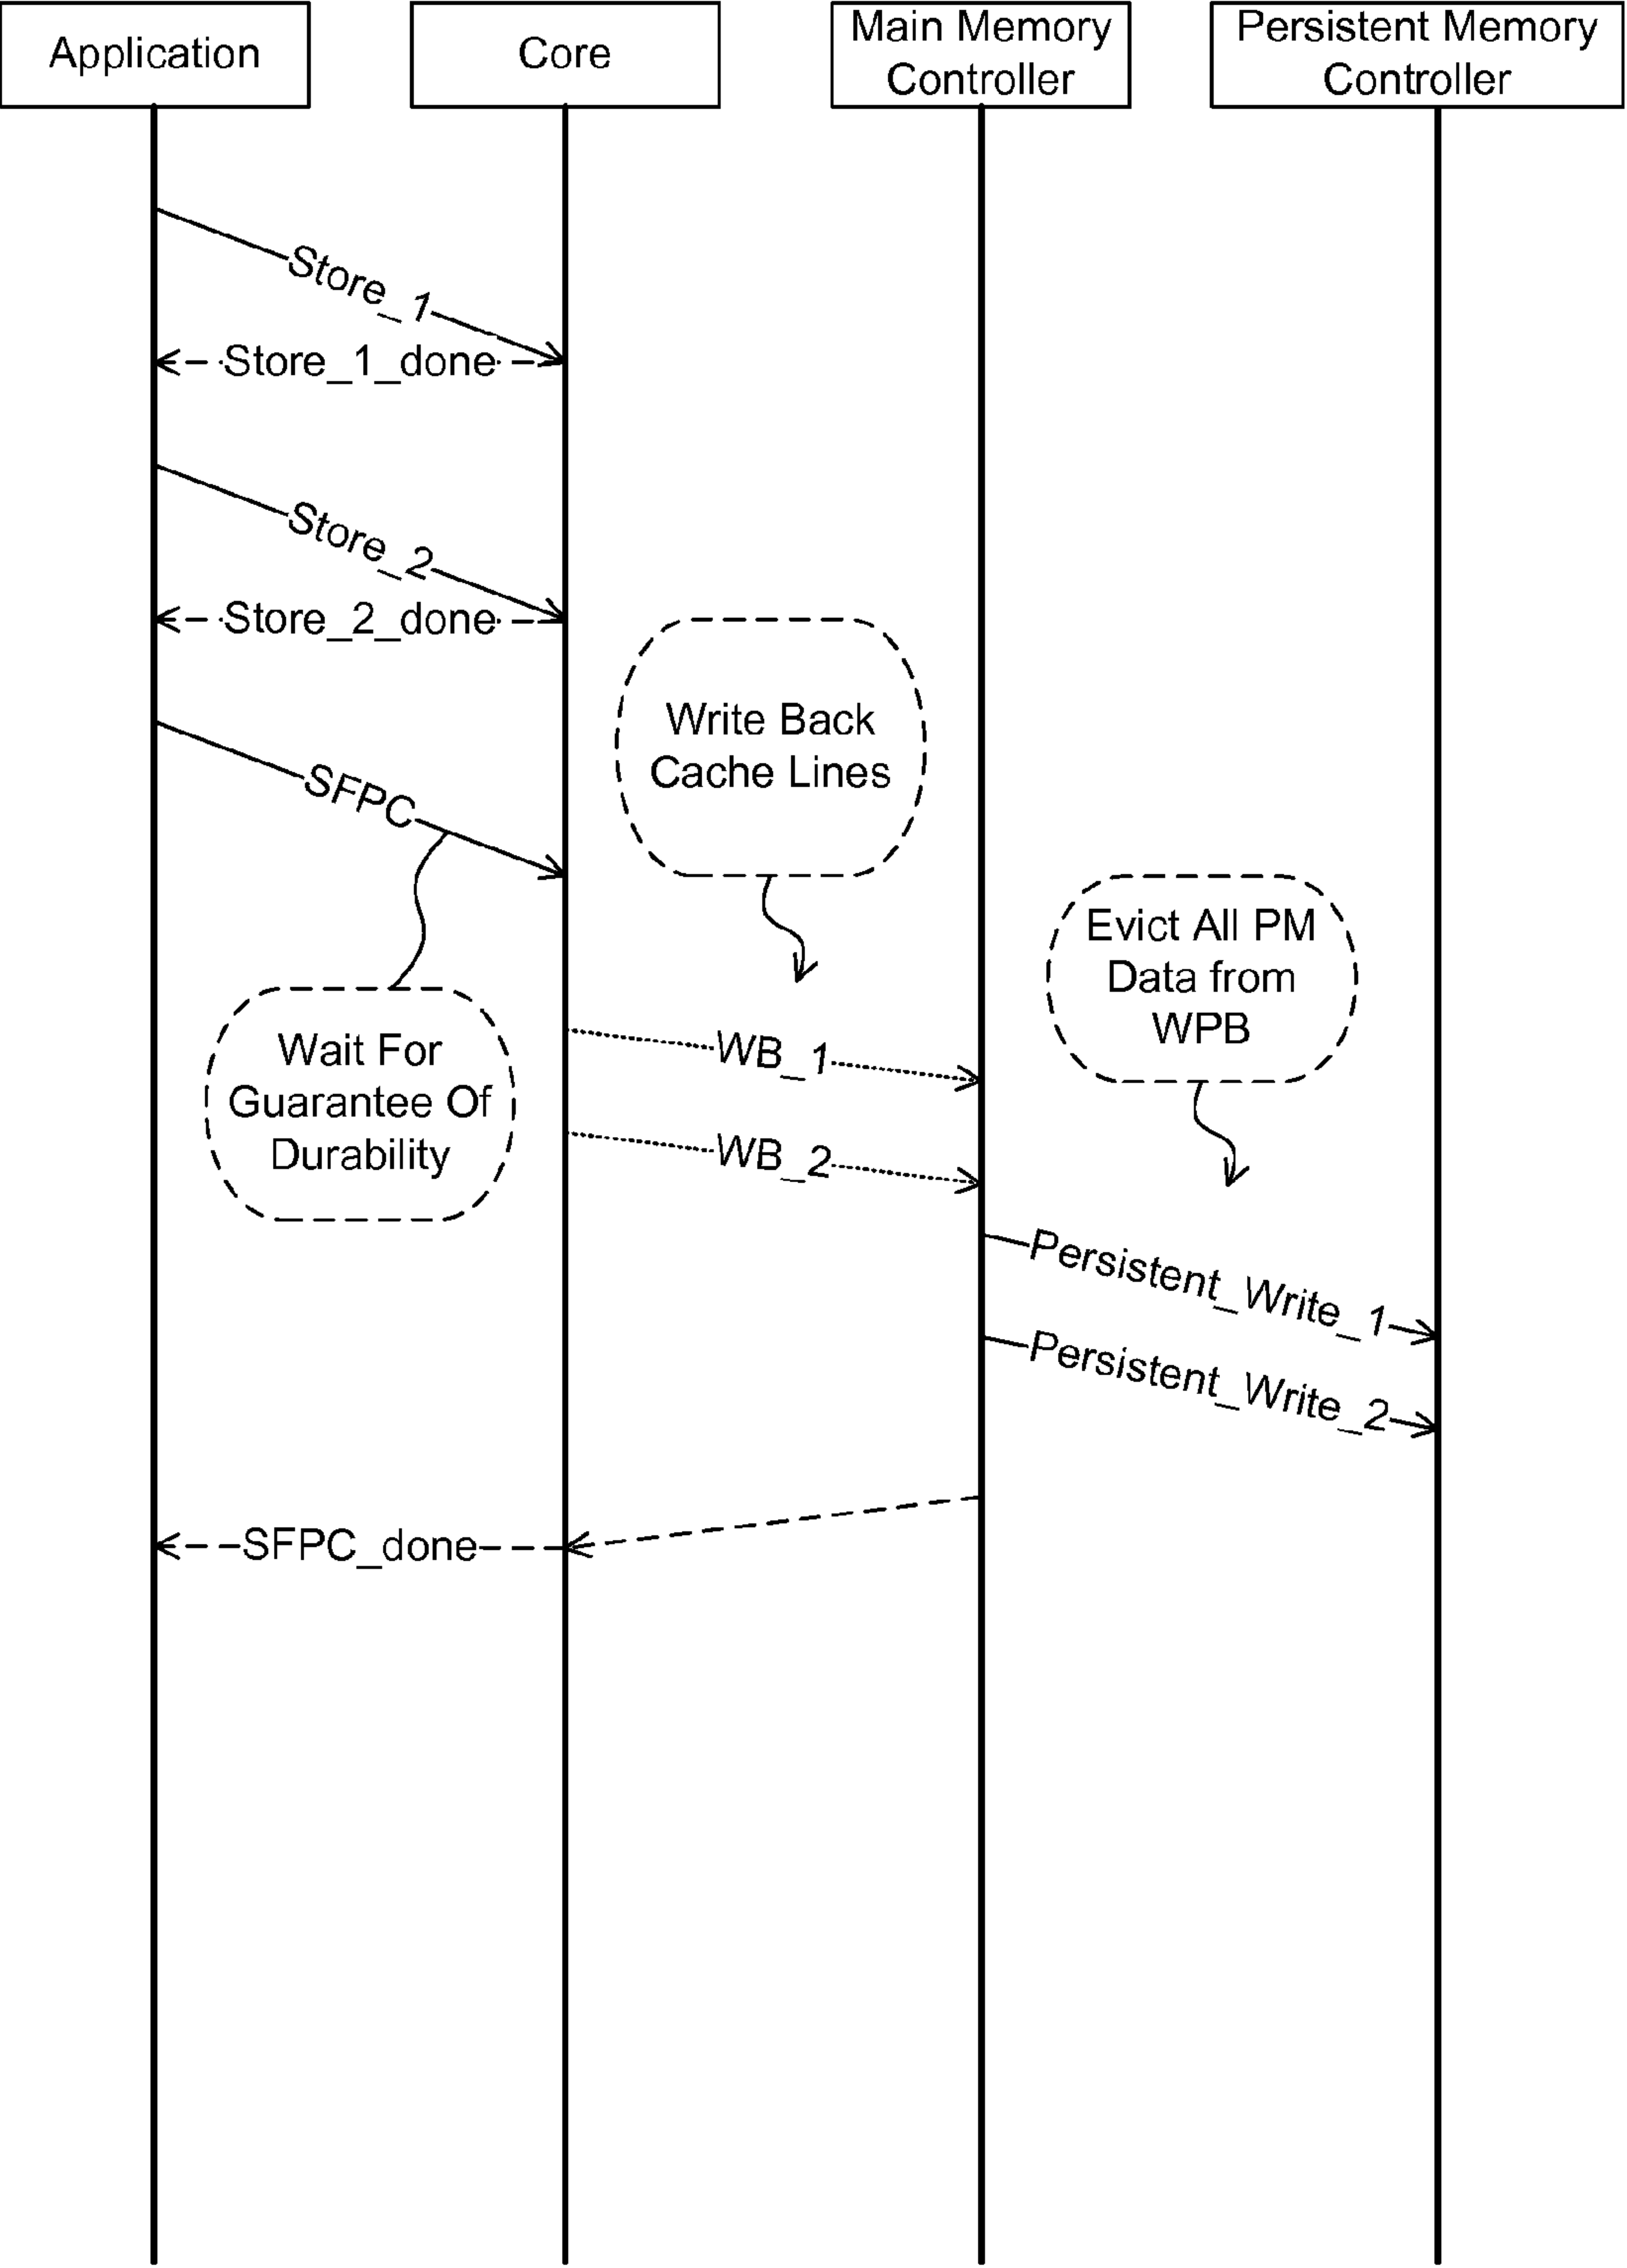 Application
Core
Main Memory
Controller
Persistent Memory
Controller
Store_1
Store_1_done
Store_2
Store_2_done
SFPC
Write Back
Cache Lines
Evict All PM
Data from
WPB
Wait For
Guarantee Of
Durability
WB_1
WB_2
Persistent_Write_1
Persistent_Write_2
SFPC_done